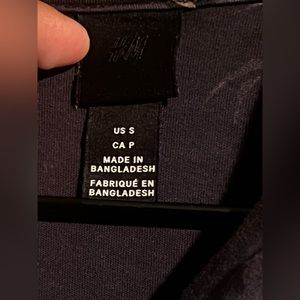 H&M
US S
CA P
MADE IN
BANGLADESH
FABRIQUÉ EN
BANGLADESH